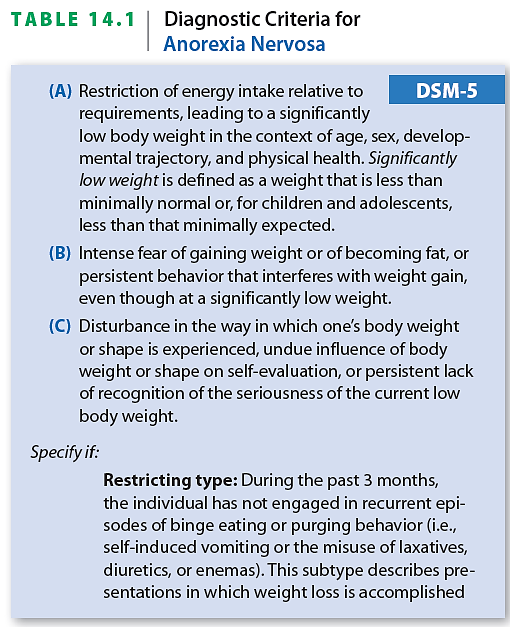 TABLE 14.1
Diagnostic Criteria for
Anorexia Nervosa
DSM-5
(A) Restriction of energy intake relative to
requirements, leading to a significantly
low body weight in the context of age, sex, develop-
mental trajectory, and physical health. Significantly
low weight is defined as a weight that is less than
minimally normal or, for children and adolescents,
less than that minimally expected.
(B) Intense fear of gaining weight or of becoming fat, or
persistent behavior that interferes with weight gain,
even though at a significantly low weight.
(C) Disturbance in the way in which one's body weight
or shape is experienced, undue influence of body
weight or shape on self-evaluation, or persistent lack
of recognition of the seriousness of the current low
body weight.
Specify if:
Restricting type: During the past 3 months,
the individual has not engaged in recurrent epi-
sodes of binge eating or purging behavior (i.e.,
self-induced vomiting or the misuse of laxatives,
diuretics, or enemas). This subtype describes pre-
sentations in which weight loss is accomplished